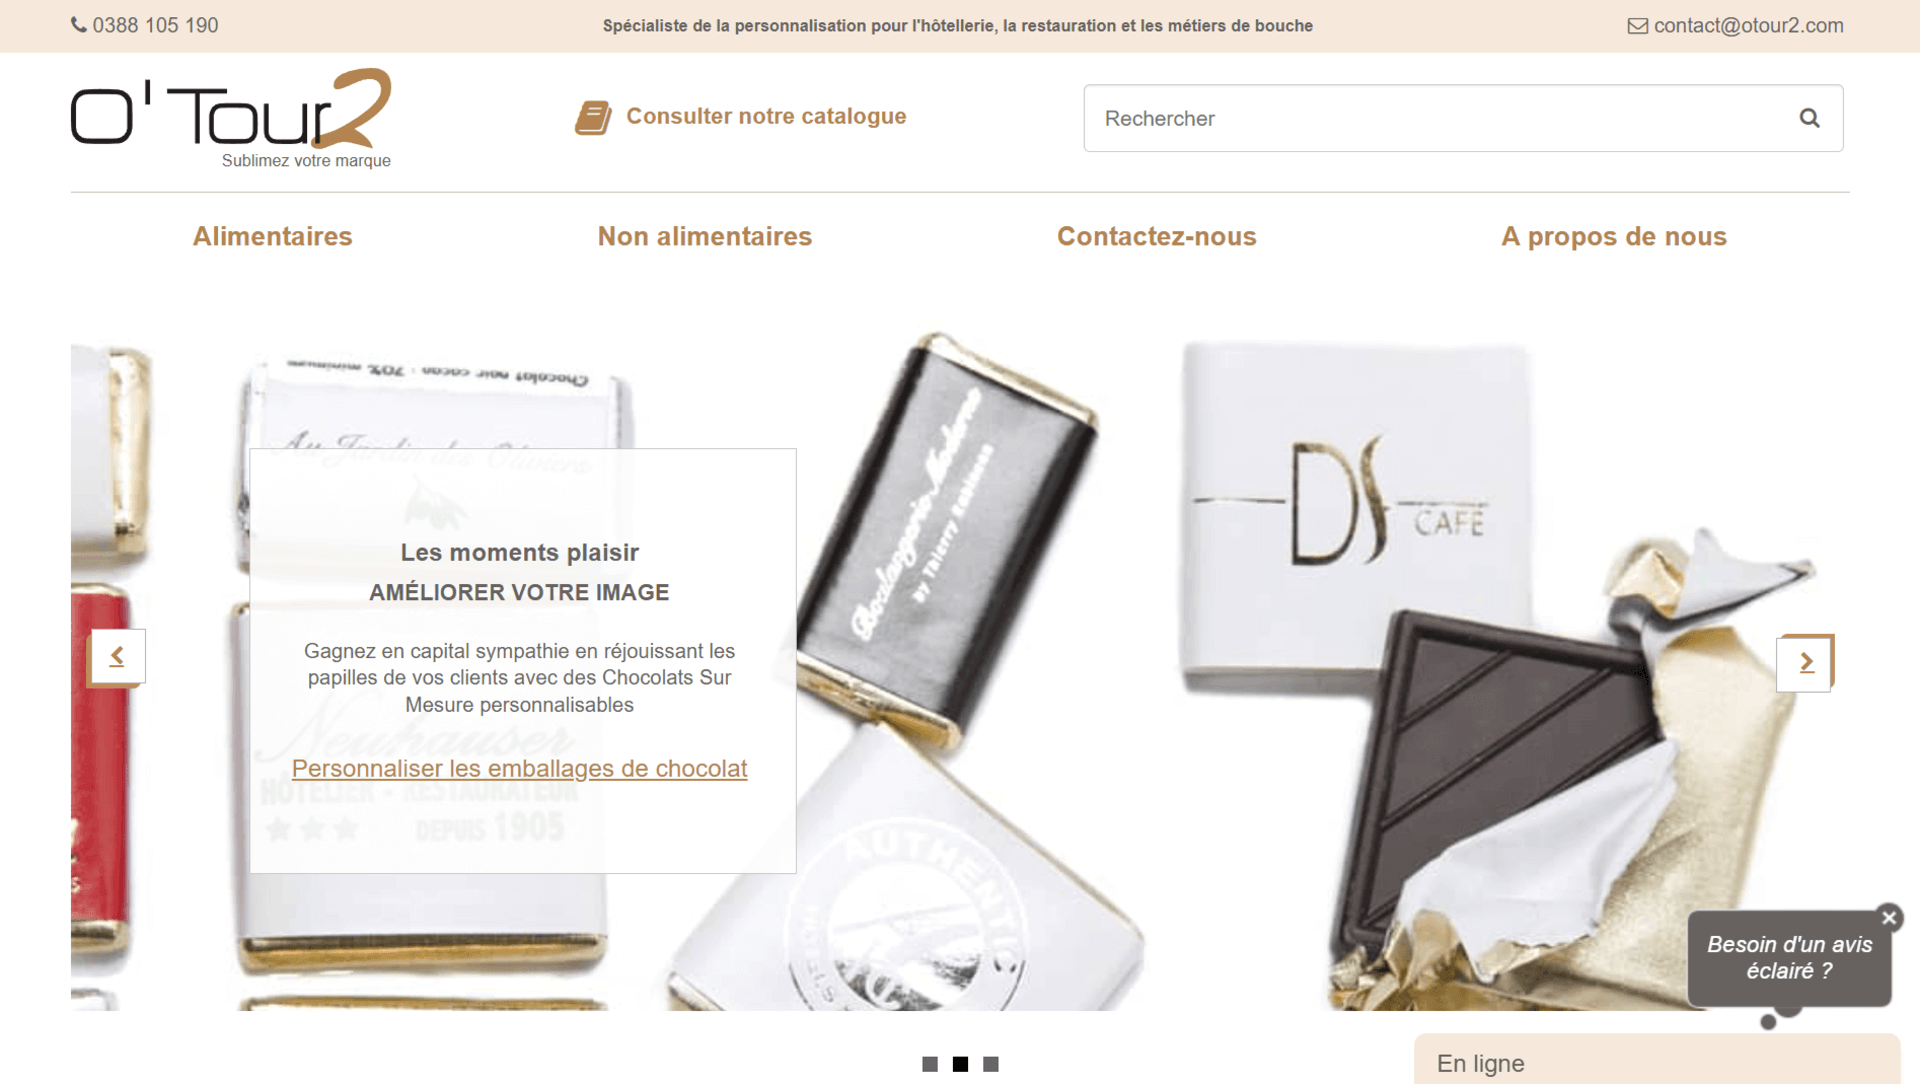 0388 105 190
Spécialiste de la personnalisation pour l'hôtellerie, la restauration et les métiers de bouche
contact@otour2.com
O'Tour2
Sublimez votre marque
Consulter notre catalogue
Rechercher
Alimentaires
Non alimentaires
Contactez-nous
A propos de nous
Chocolat noir cacao : 70% minimum
Au Jardin des Oliviers
Boulangerie Moderne
by Thierry
DS
CAFÉ
Les moments plaisir
AMÉLIORER VOTRE IMAGE
Gagnez en capital sympathie en réjouissant les
papilles de vos clients avec des Chocolats Sur
Mesure personnalisables
Neuhauser
Personnaliser les emballages de chocolat
HÔTELIER - RESTAURATEUR
DEPUIS 1905
AUTHENTIC
Besoin d'un avis
éclairé ?
En ligne